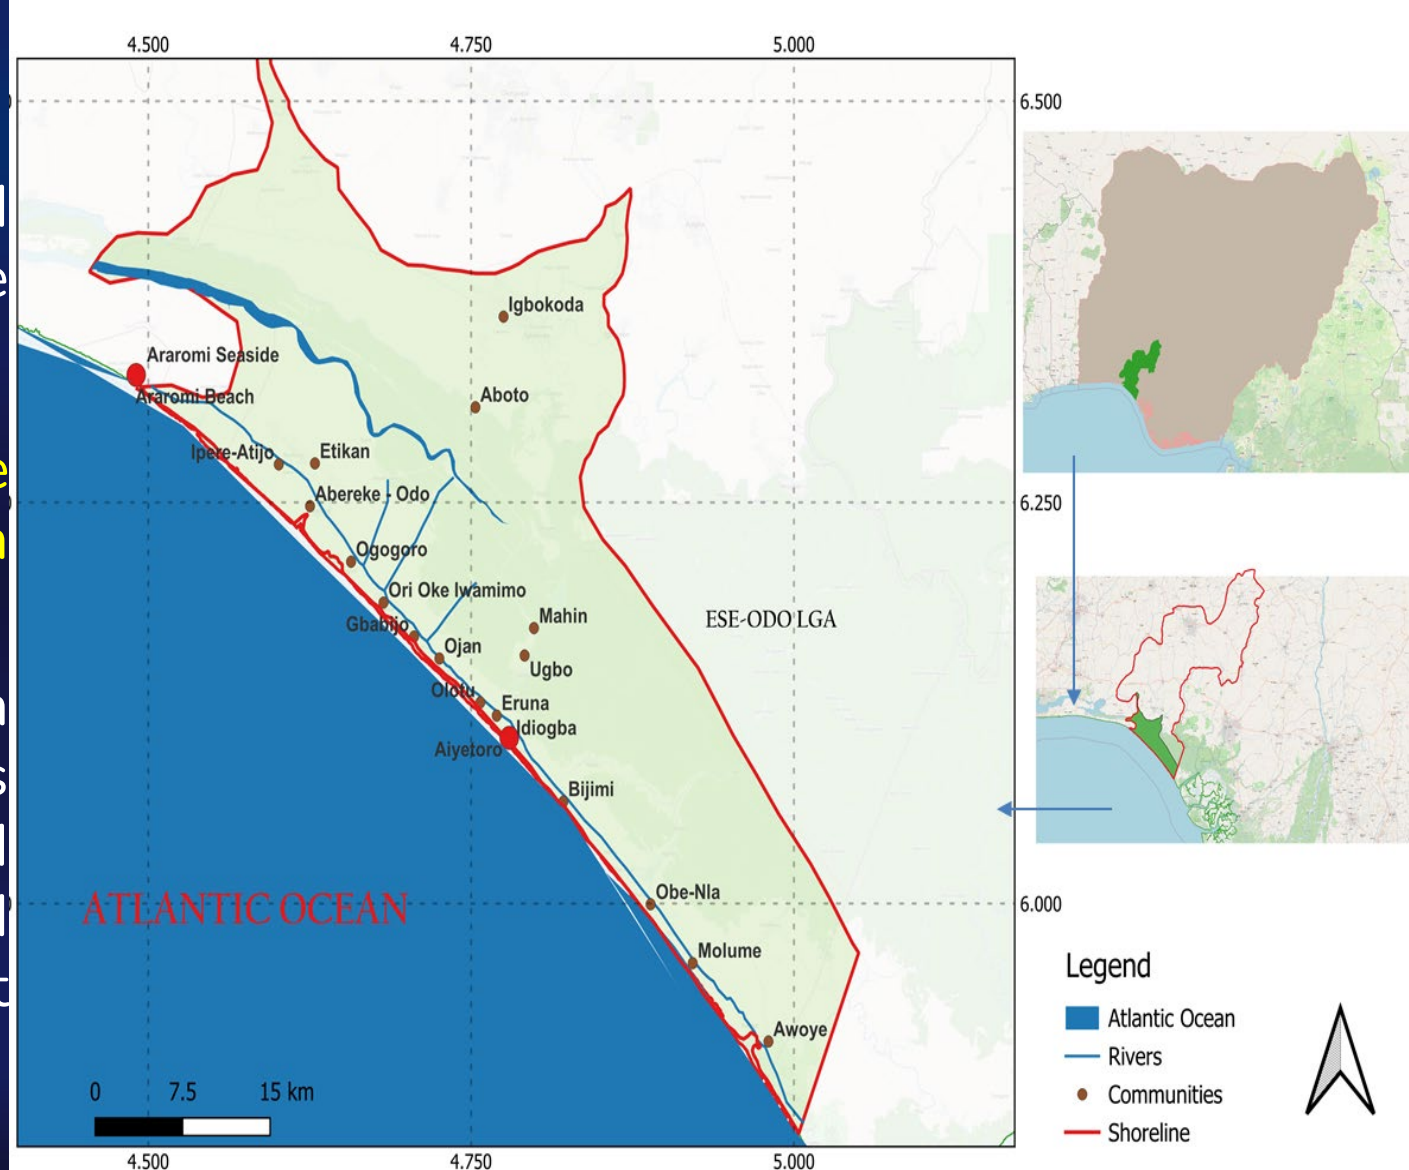 4.500
4.750
5.000
6.500
Igbokoda
Araromi Seaside
Araromi Beach
Aboto
Ipere-Atijo
Etikan
Abereke - Odo
6.250
Ogogoro
Ori Oke Iwamimo
Gbabijo
Mahin
ESE-ODO LGA
Ojan
Ugbo
Olotu
Eruna
Idiogba
Aiyetoro
Bijimi
Obe-Nla
6.000
ATLANTIC OCEAN
Molume
Awoye
0 7.5 15 km
4.500
4.750
5.000
Legend
Atlantic Ocean
Rivers
Communities
Shoreline